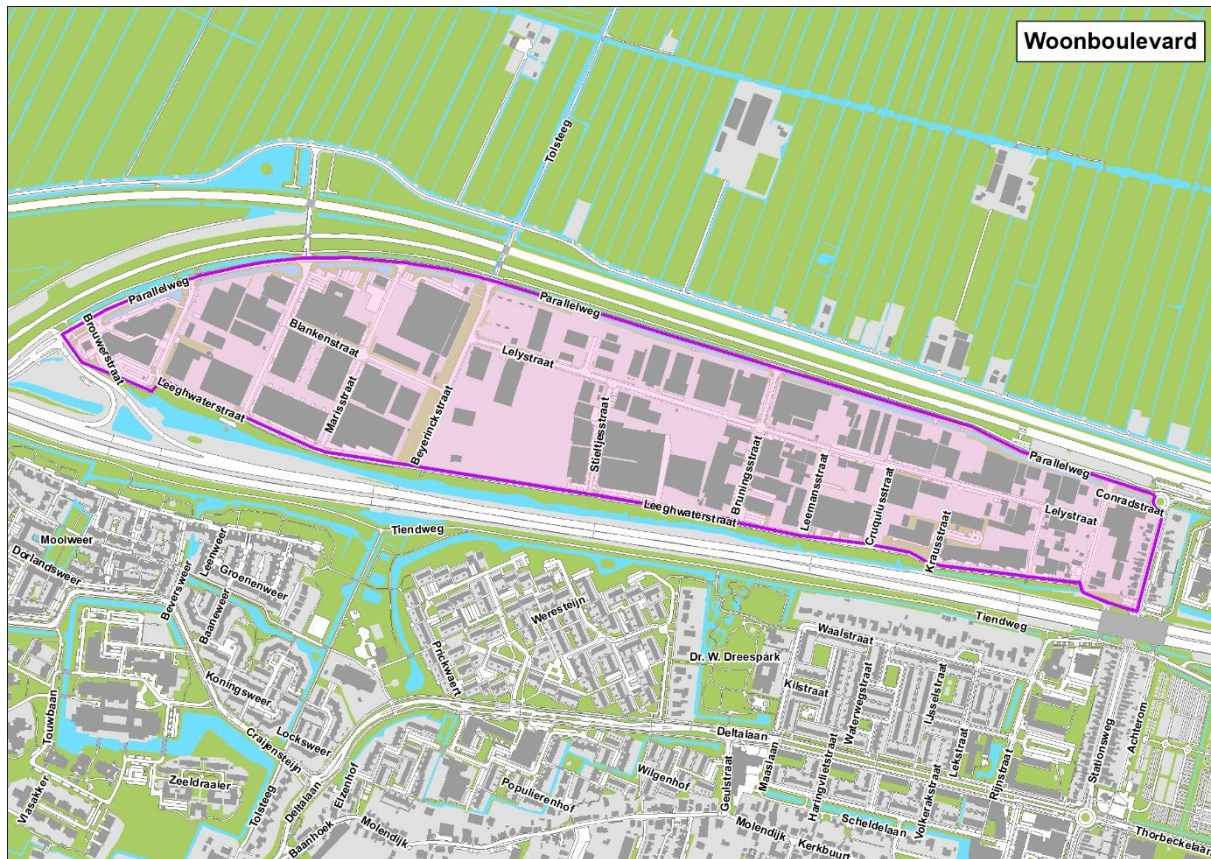 Woonboulevard
Tolsteeg
Parallelweg
Parallelweg
Brouwerstraat
Blankenstraat
Lelystraat
Leeghwaterstraat
Marisstraat
Beyerinckstraat
Stieltjesstraat
Bruningsstraat
Leemansstraat
Cruquiusstraat
Krausstraat
Parallelweg
Conradstraat
Lelystraat
Leeghwaterstraat
Tiendweg
Moolweer
Leenweer
Dorlandsweer
Groenenweer
Beversweer
Baaneweer
Weresteijn
Prickwaert
Tiendweg
Waalstraat
Dr. W. Dreespark
Kilstraat
Koningsweer
Waterwegstraat
IJsselstraat
Touwbaan
Locksweer
Craijensteijn
Deltalaan
Lekstraat
Achterom
Stationsweg
Zeeldraaier
Wilgenhof
Geulstraat
Maaslaan
Haringvlietstraat
Rijnstraat
Vlasakker
Tolsteeg
Deltalaan
Elzenhof
Populierenhof
Volkerakstraat
Scheldelaan
Baanhoek
Molendijk
Molendijk
Kerkbuurt
Thorbeckelaan